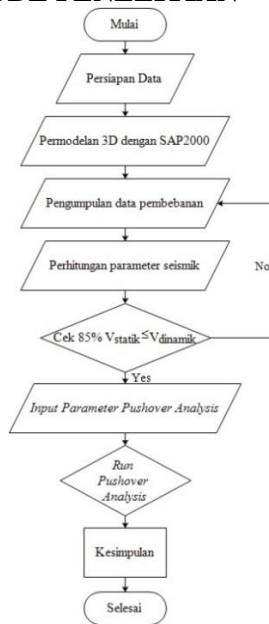 Mulai
Persiapan Data
Permodelan 3D dengan SAP2000
Pengumpulan data pembebanan
Perhitungan parameter seismik
No
Cek 85% Vstatik ≤ Vdinamik
Yes
Input Parameter Pushover Analysis
Run
Pushover
Analysis
Kesimpulan
Selesai